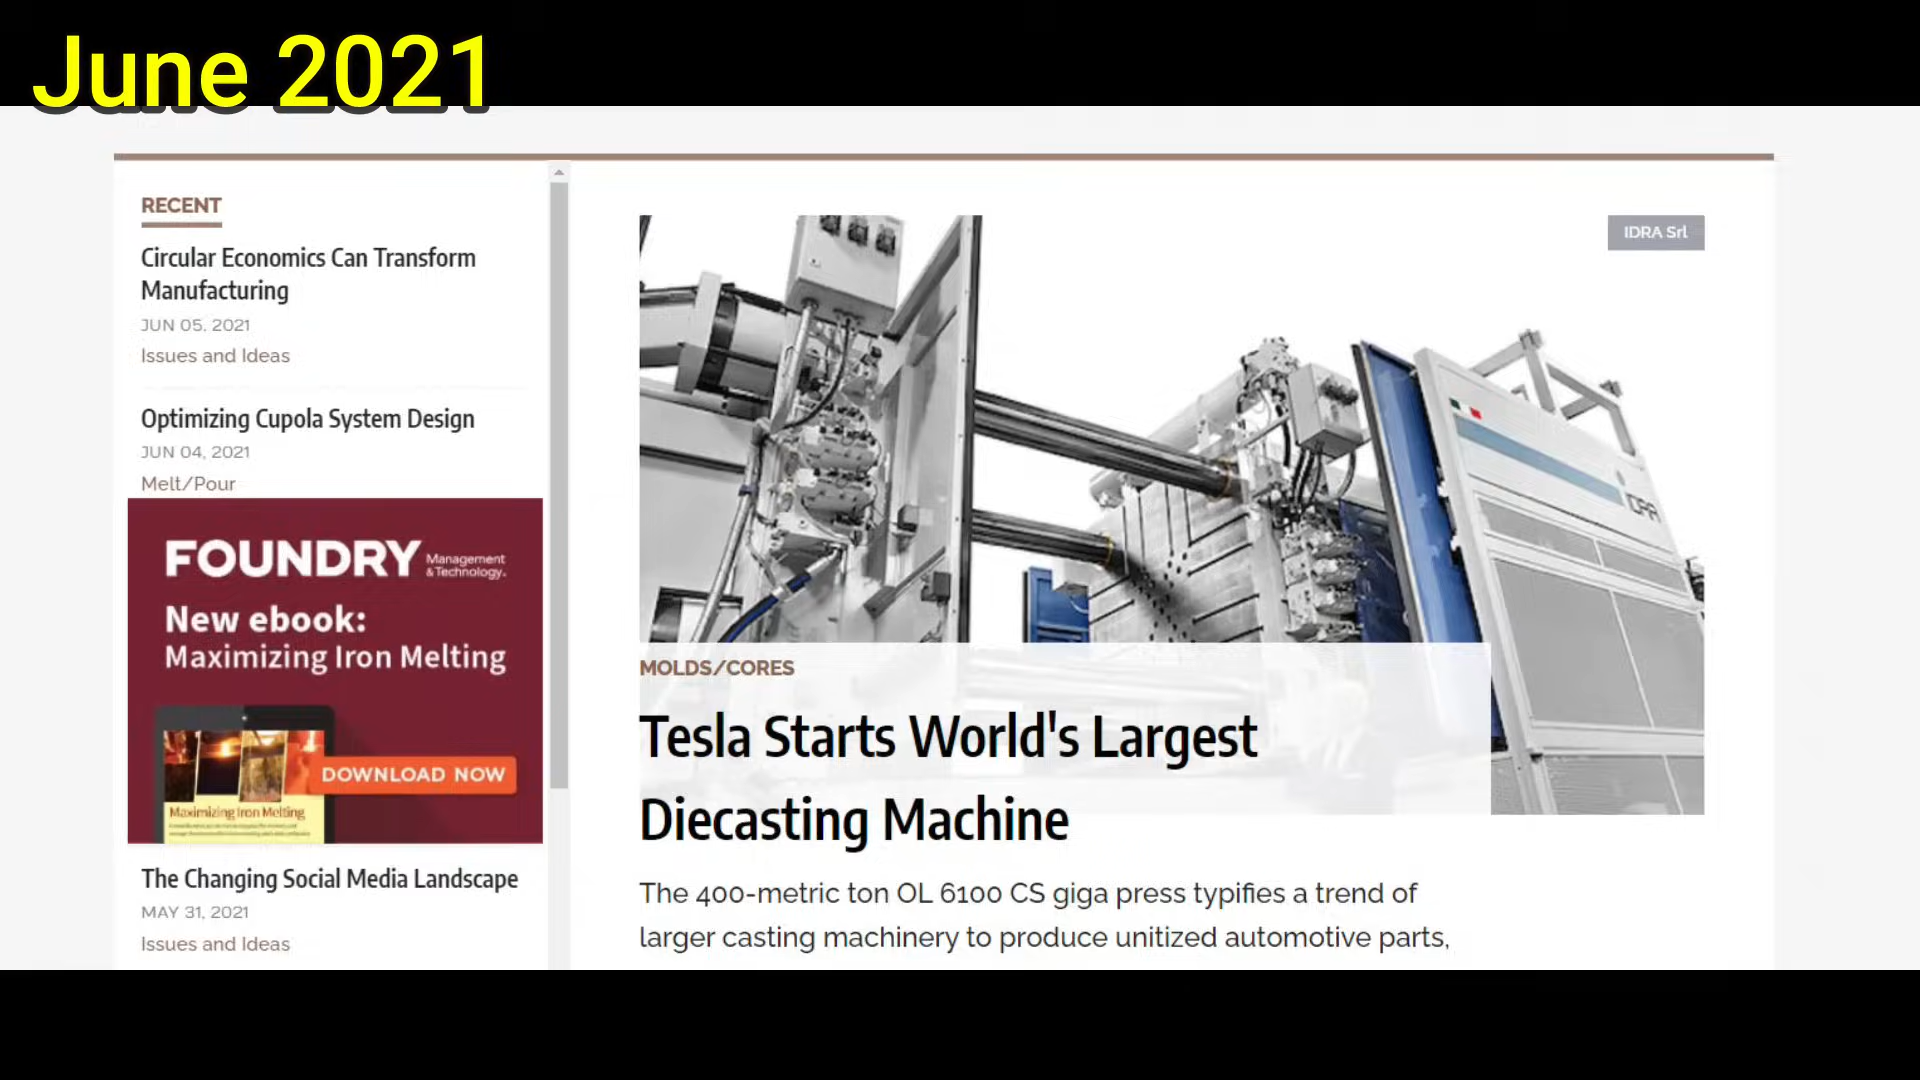 June 2021
RECENT
Circular Economics Can Transform
Manufacturing
JUN 05, 2021
Issues and Ideas
Optimizing Cupola System Design
JUN 04, 2021
Melt/Pour
FOUNDRY Management
&Technology.
New ebook:
Maximizing Iron Melting
DOWNLOAD NOW
Maximizing Iron Melting
The Changing Social Media Landscape
MAY 31, 2021
Issues and Ideas
IDRA Srl
IDRA
MOLDS/CORES
Tesla Starts World's Largest
Diecasting Machine
The 400-metric ton OL 6100 CS giga press typifies a trend of
larger casting machinery to produce unitized automotive parts,